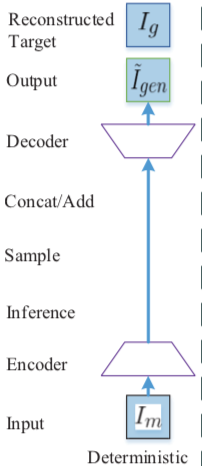 Reconstructed
Target
I_g
Output
Ĩ_gen
Decoder
Concat/Add
Sample
Inference
Encoder
Input
I_m
Deterministic